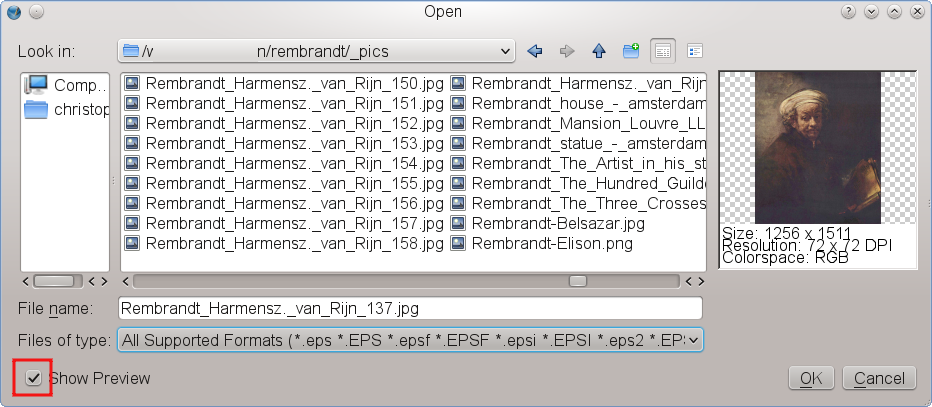 Open
Look in: /v n/rembrandt/_pics
Comp...
christop
Rembrandt_Harmensz._van_Rijn_150.jpg
Rembrandt_Harmensz._van_Rijn_151.jpg
Rembrandt_Harmensz._van_Rijn_152.jpg
Rembrandt_Harmensz._van_Rijn_153.jpg
Rembrandt_Harmensz._van_Rijn_154.jpg
Rembrandt_Harmensz._van_Rijn_155.jpg
Rembrandt_Harmensz._van_Rijn_156.jpg
Rembrandt_Harmensz._van_Rijn_157.jpg
Rembrandt_Harmensz._van_Rijn_158.jpg
Rembrandt_Harmensz._van_Rijn
Rembrandt_house_-_amsterdam
Rembrandt_Mansion_Louvre_LL
Rembrandt_statue_-_amsterdam
Rembrandt_The_Artist_in_his_st
Rembrandt_The_Hundred_Guilde
Rembrandt_The_Three_Crosses
Rembrandt-Belsazar.jpg
Rembrandt-Elison.png
Size: 1256 x 1511
Resolution: 72 x 72 DPI
Colorspace: RGB
File name: Rembrandt_Harmensz._van_Rijn_137.jpg
Files of type: All Supported Formats (*.eps *.EPS *.epsf *.EPSF *.epsi *.EPSI *.eps2 *.EPS
Show Preview
OK
Cancel